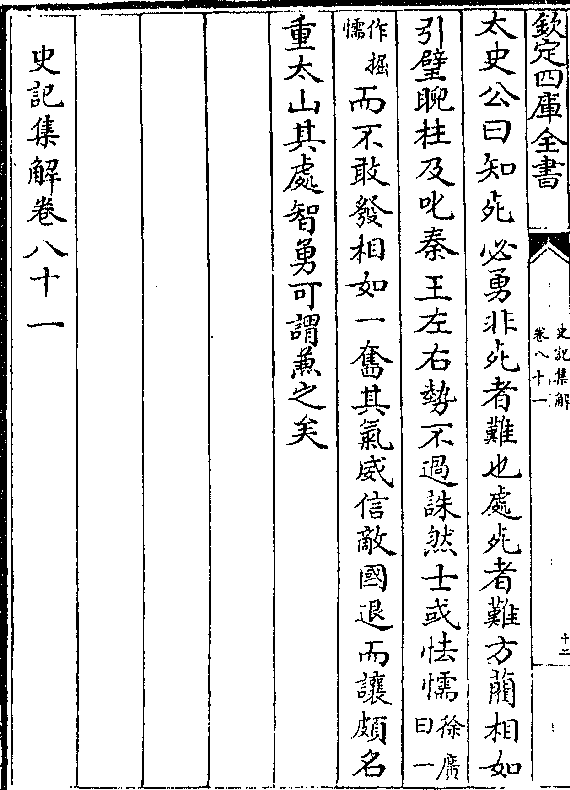 欽定四庫全書
史記集解
卷八十一
十二
太史公曰知死必勇非死者難也處死者難方藺相如
引璧睨柱及叱秦王左右勢不過誅然士或怯懦徐廣曰一
作掘懦而不敢發相如一奮其氣威信敵國退而讓頗名
重太山其處智勇可謂兼之矣
史記集解卷八十一